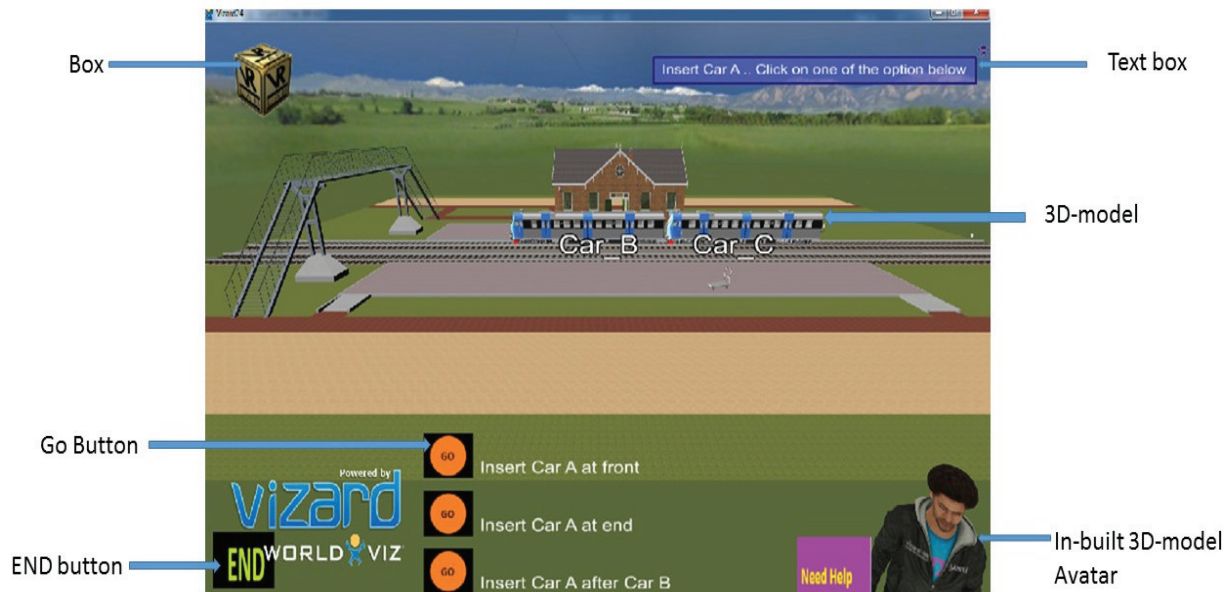 Vizard4
Box
VR
Insert Car A .. Click on one of the option below
Text box
3D-model
Car_B
Car_C
Go Button
GO
Insert Car A at front
Powered by
vizard
GO
Insert Car A at end
END button
END
WORLD VIZ
GO
Insert Car A after Car B
Need Help
In-built 3D-model
Avatar